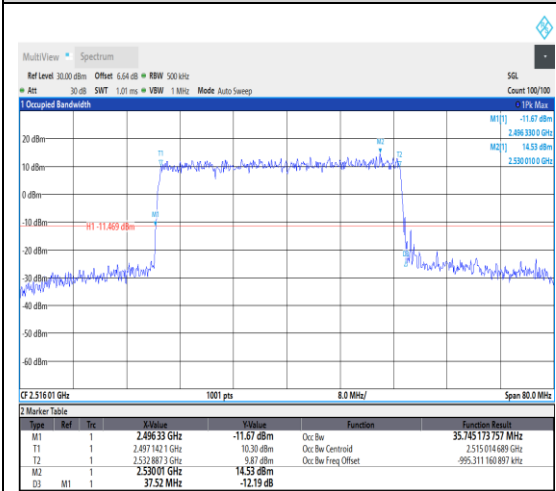 MultiView Spectrum
Ref Level 30.00 dBm Offset 6.64 dB RBW 500 kHz SGL
Att 30 dB SWT 1.01 ms VBW 1 MHz Mode Auto Sweep Count 100/100
1 Occupied Bandwidth 1Pk Max
M1[1] -11.67 dBm
2.496 330 0 GHz
M2[1] 14.53 dBm
2.530 010 0 GHz
20 dBm
M2
T1
T2
10 dBm
0 dBm
M1
-10 dBm
H1 -11.469 dBm
-20 dBm
-30 dBm
-40 dBm
-50 dBm
-60 dBm
CF 2.516 01 GHz 1001 pts 8.0 MHz/ Span 80.0 MHz
2 Marker Table
Type Ref Trc X-Value Y-Value Function Function Result
M1 1 2.496 33 GHz -11.67 dBm Occ Bw 35.745 173 757 MHz
T1 1 2.497 142 1 GHz 10.30 dBm Occ Bw Centroid 2.515 014 689 GHz
T2 1 2.532 887 3 GHz 9.87 dBm Occ Bw Freq Offset -995.311 160 897 kHz
M2 1 2.530 01 GHz 14.53 dBm
D3 M1 1 37.52 MHz -12.19 dB